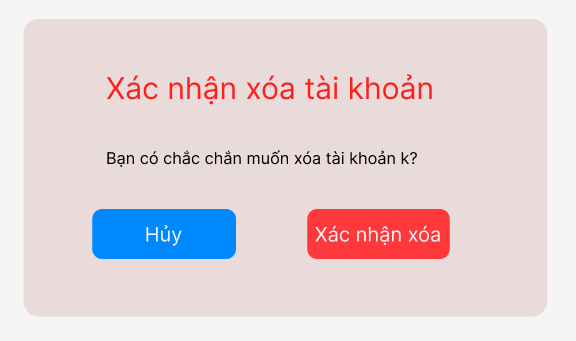 Xác nhận xóa tài khoản
Bạn có chắc chắn muốn xóa tài khoản k?
Hủy
Xác nhận xóa